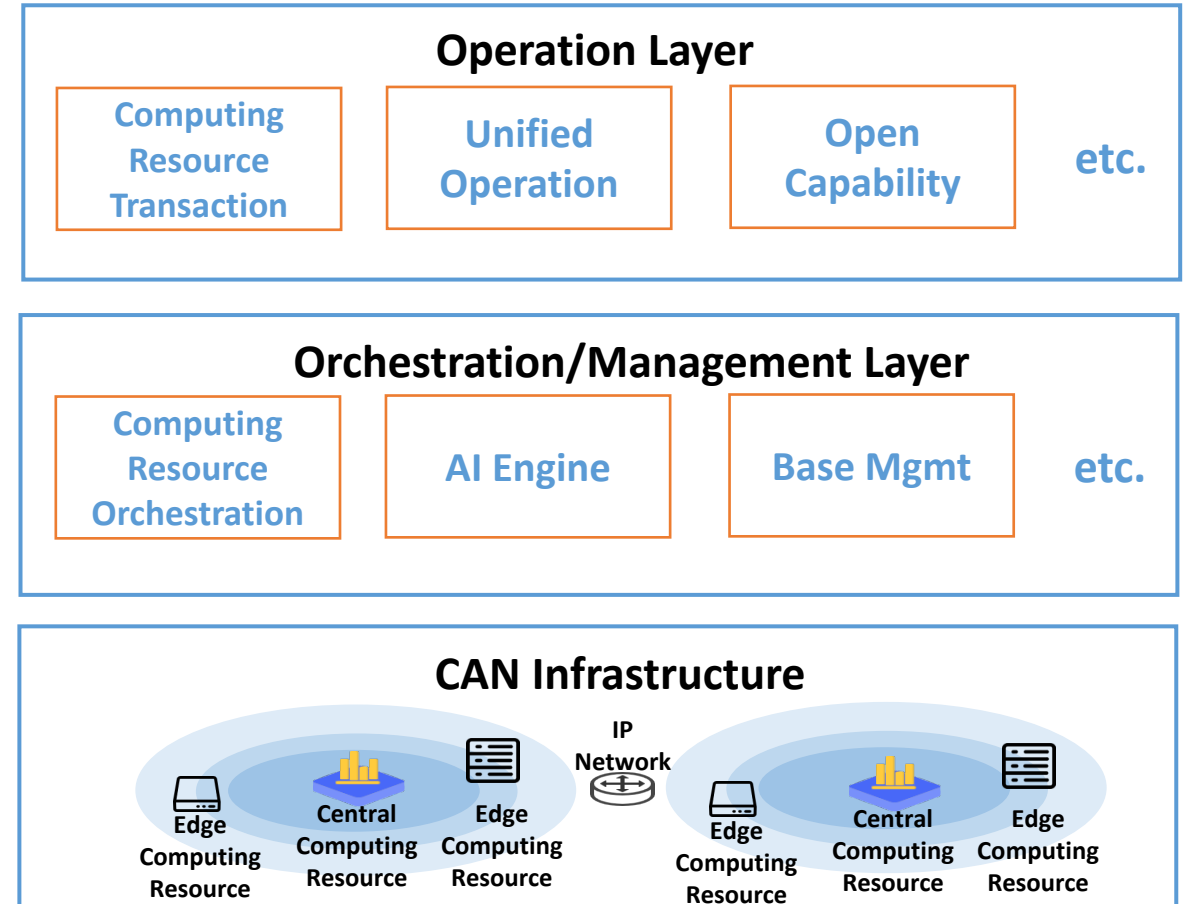 Operation Layer
Computing
Resource
Transaction
Unified
Operation
Open
Capability
etc.
Orchestration/Management Layer
Computing
Resource
Orchestration
AI Engine
Base Mgmt
etc.
CAN Infrastructure
IP
Network
Edge
Computing
Resource
Central
Computing
Resource
Edge
Computing
Resource
Edge
Computing
Resource
Central
Computing
Resource
Edge
Computing
Resource